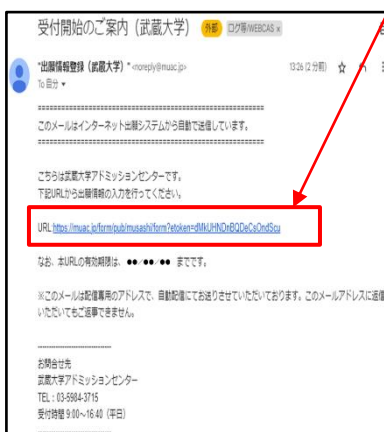 受付開始のご案内（武蔵大学） 外部 ログ等/WEBCAS x
"出願情報登録（武蔵大学）" <noreply@muac.jp> 13:26 (2 分前)
To 自分
========================================================
このメールはインターネット出願システムから自動で送信しています。
========================================================
こちらは武蔵大学アドミッションセンターです。
下記URLから出願情報の入力を行ってください。
URL:https://muac.jp/form/pub/musashi/form?etoken=dMkUHNDnBQDeCsOndScu
なお、本URLの有効期限は、●●/●●/●● までです。
※このメールは配信専用のアドレスで、自動配信にてお送りさせていただいております。このメールアドレスに返信
いただいてもご返事できません。
------------------------------
お問合せ先
武蔵大学アドミッションセンター
TEL：03-5984-3715
受付時間 9:00～16:40（平日）
------------------------------